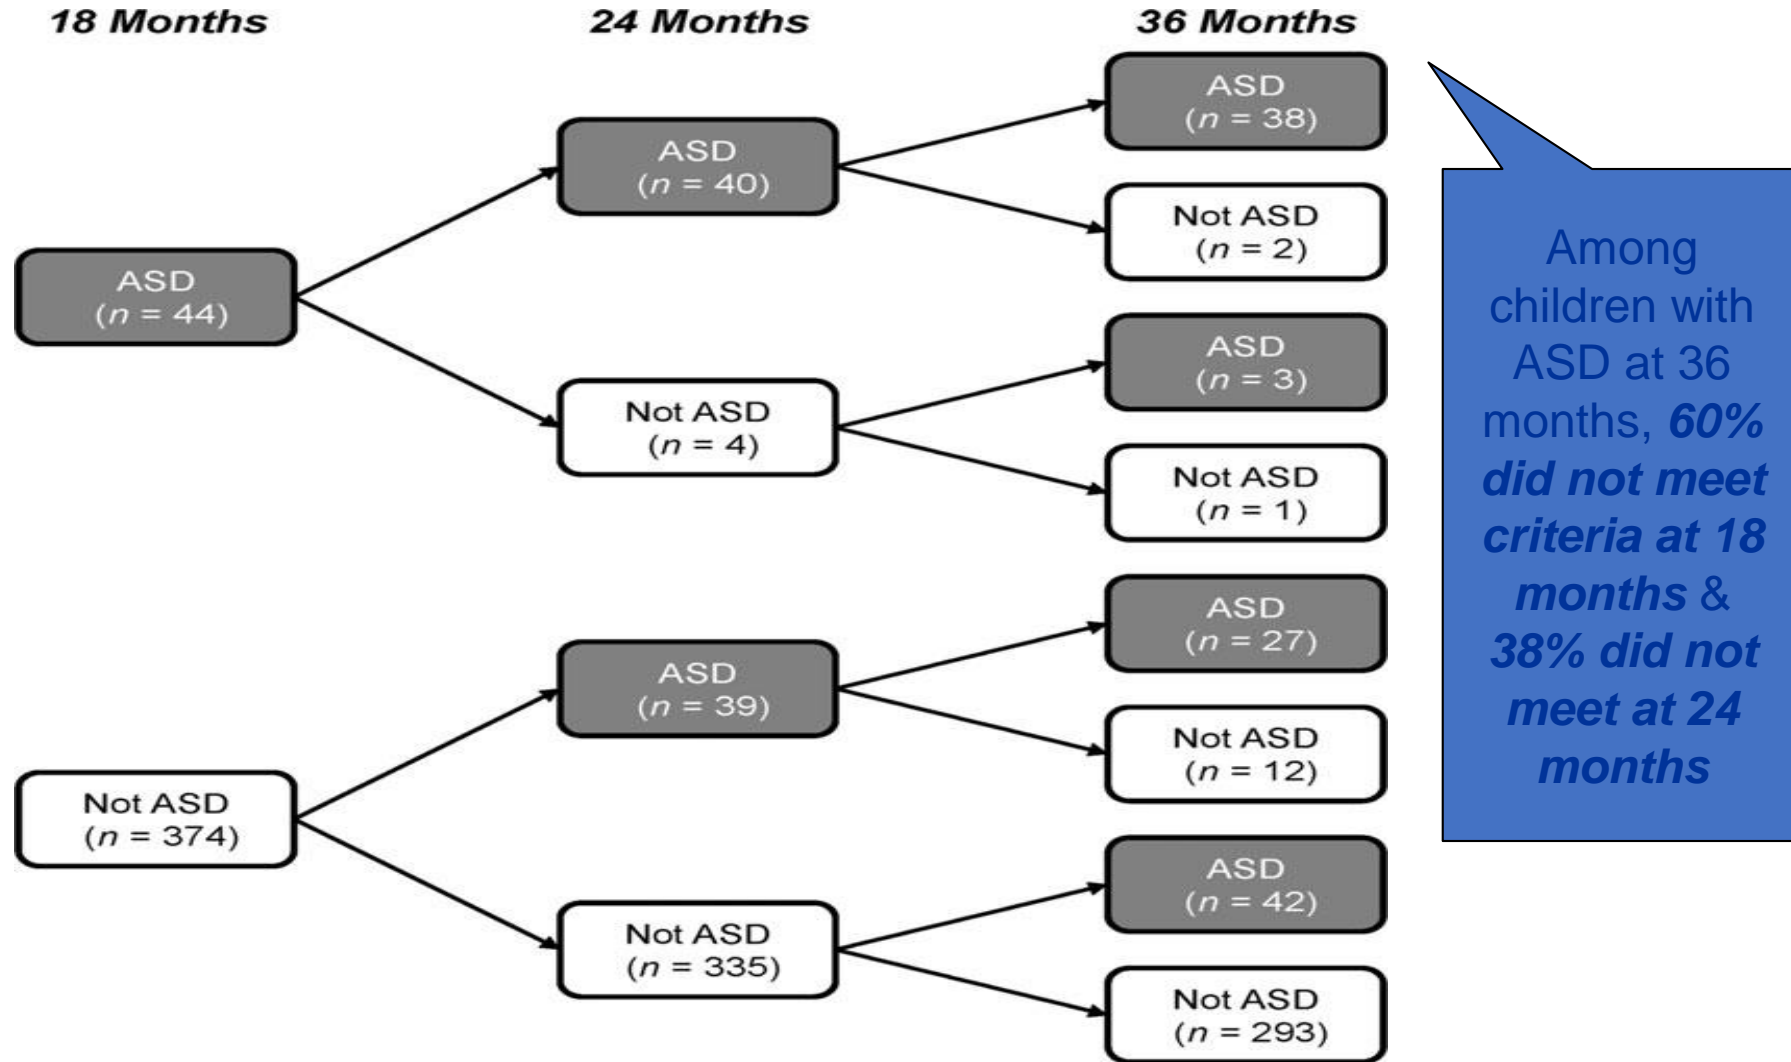 18 Months
24 Months
36 Months
ASD
(n = 44)
ASD
(n = 40)
ASD
(n = 38)
Not ASD
(n = 2)
Not ASD
(n = 4)
ASD
(n = 3)
Not ASD
(n = 1)
Not ASD
(n = 374)
ASD
(n = 39)
ASD
(n = 27)
Not ASD
(n = 12)
Not ASD
(n = 335)
ASD
(n = 42)
Not ASD
(n = 293)
Among
children with
ASD at 36
months, 60%
did not meet
criteria at 18
months &
38% did not
meet at 24
months